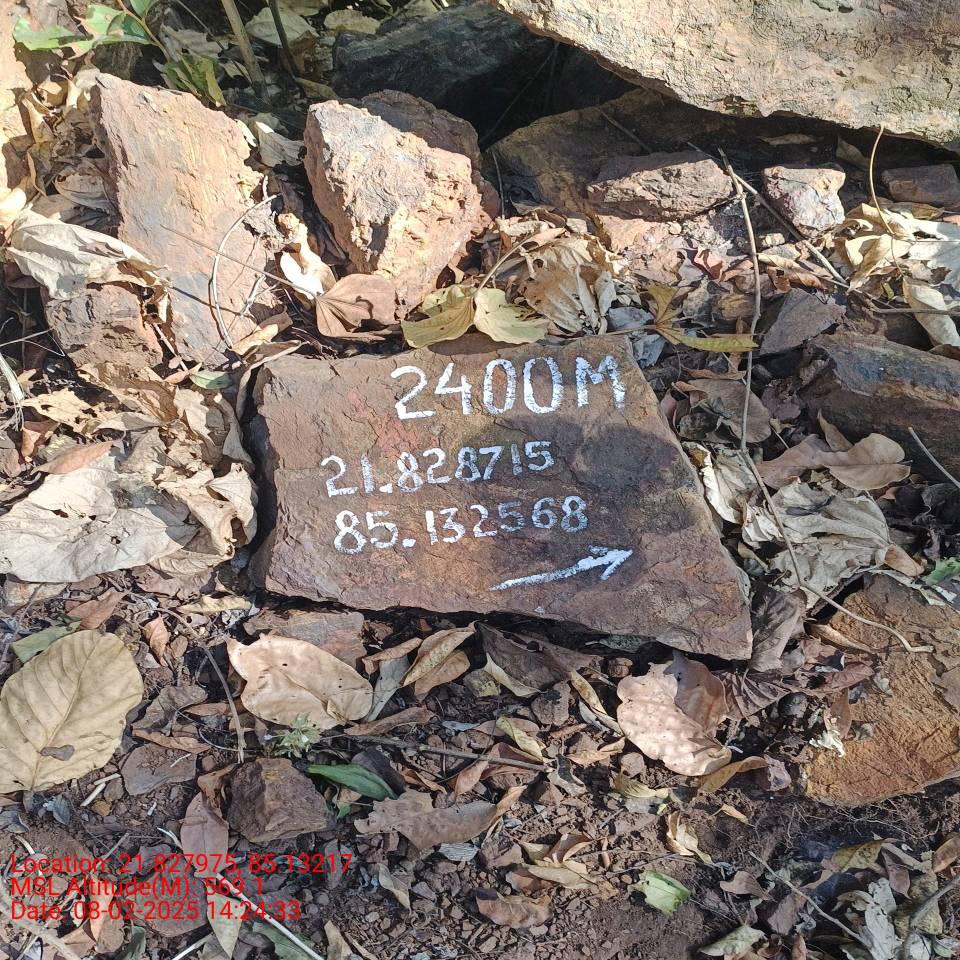 2400M
21.828715
85.132568
Location: 21.827975, 85.13217
MSL Altitude(M): 569.1
Date: 08-02-2025 14:24:33